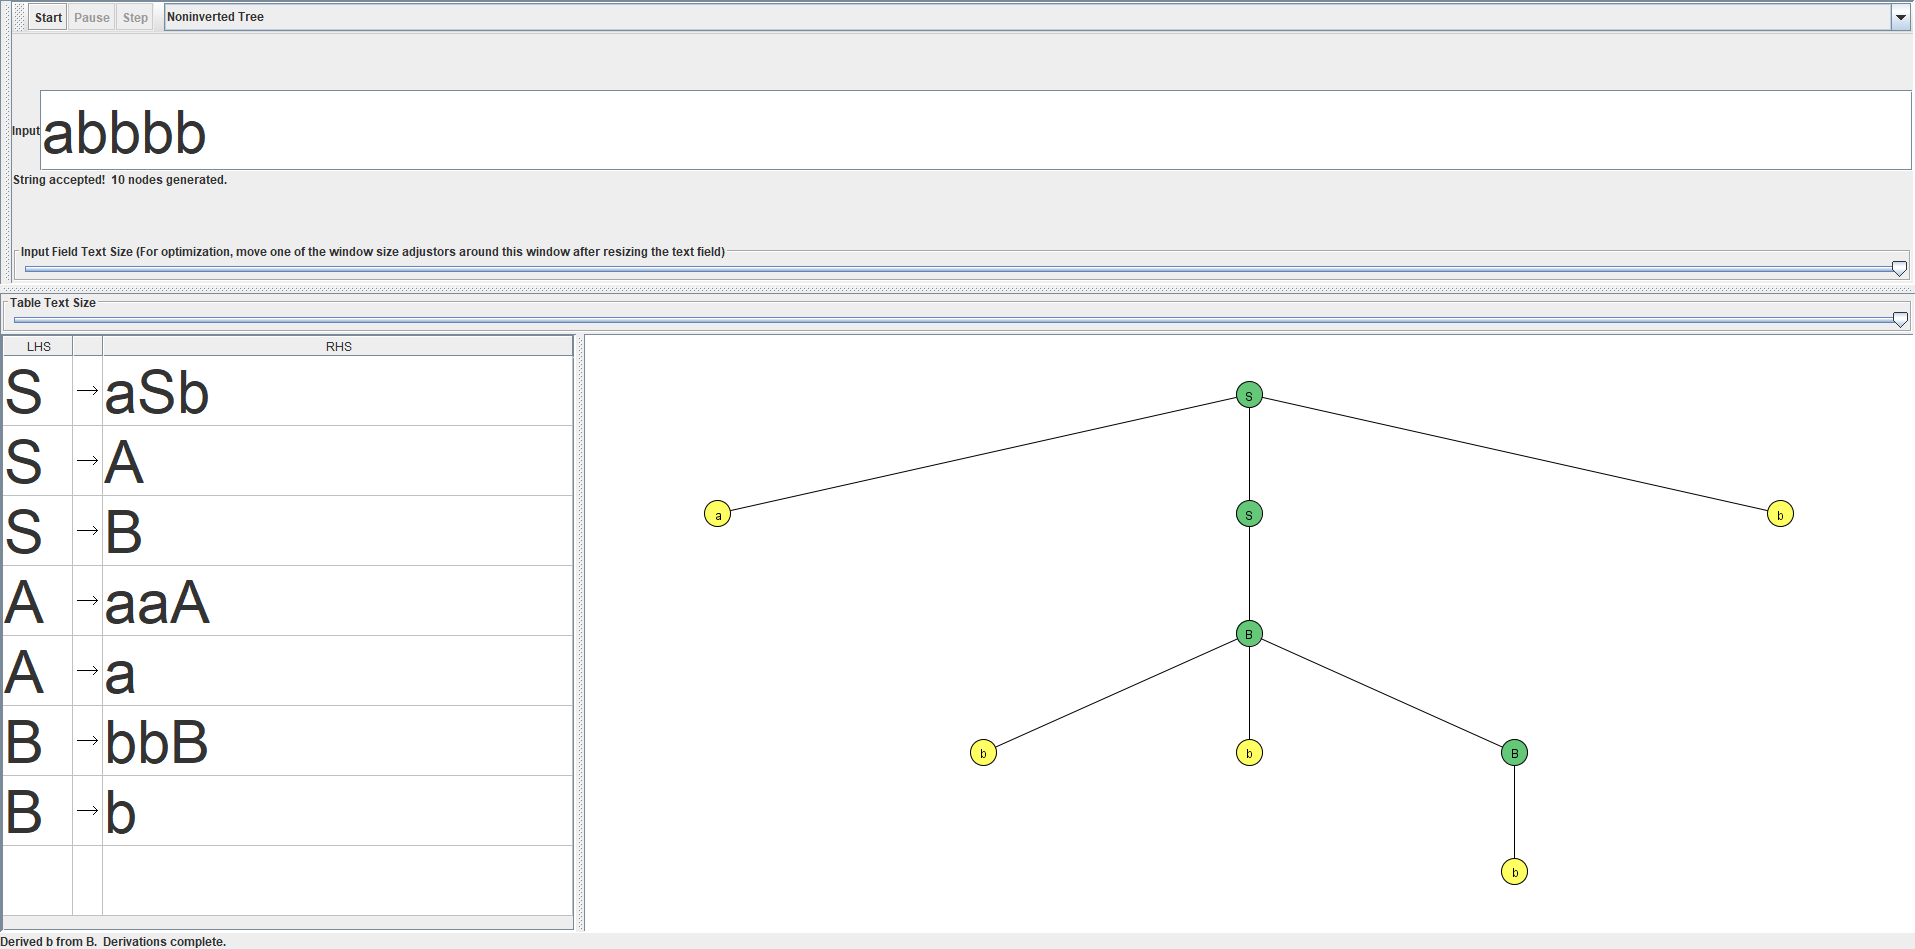 Start Pause Step Noninverted Tree
Input abbbb
String accepted! 10 nodes generated.
Input Field Text Size (For optimization, move one of the window size adjustors around this window after resizing the text field)
Table Text Size
LHS RHS
S → aSb
S → A
S → B
A → aaA
A → a
B → bbB
B → b
S
a S b
B
b b B
b
Derived b from B. Derivations complete.